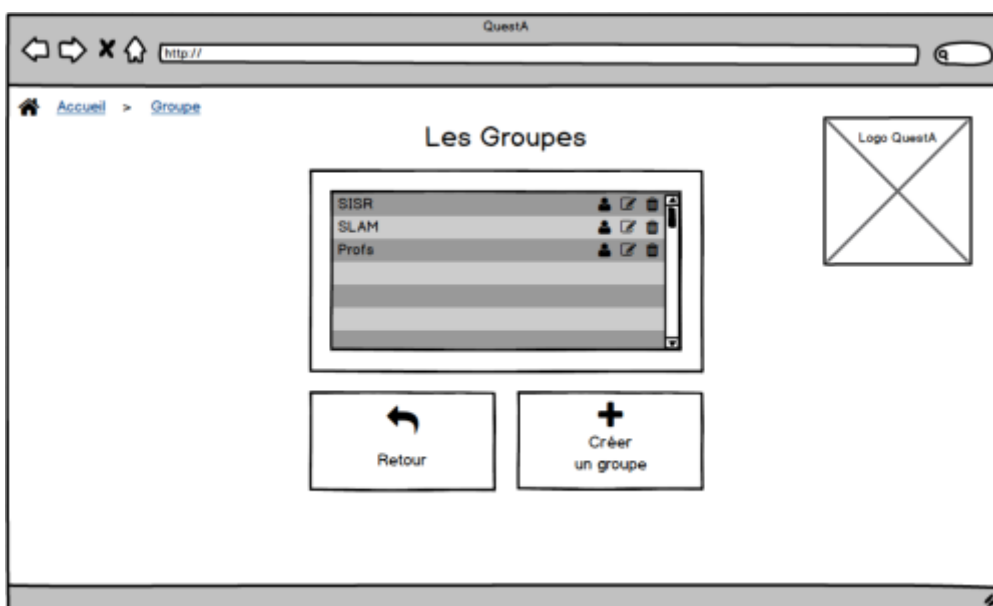 QuestA
http://
Accueil > Groupe
Les Groupes
Logo QuestA
SISR
SLAM
Profs
Retour
Créer
un groupe